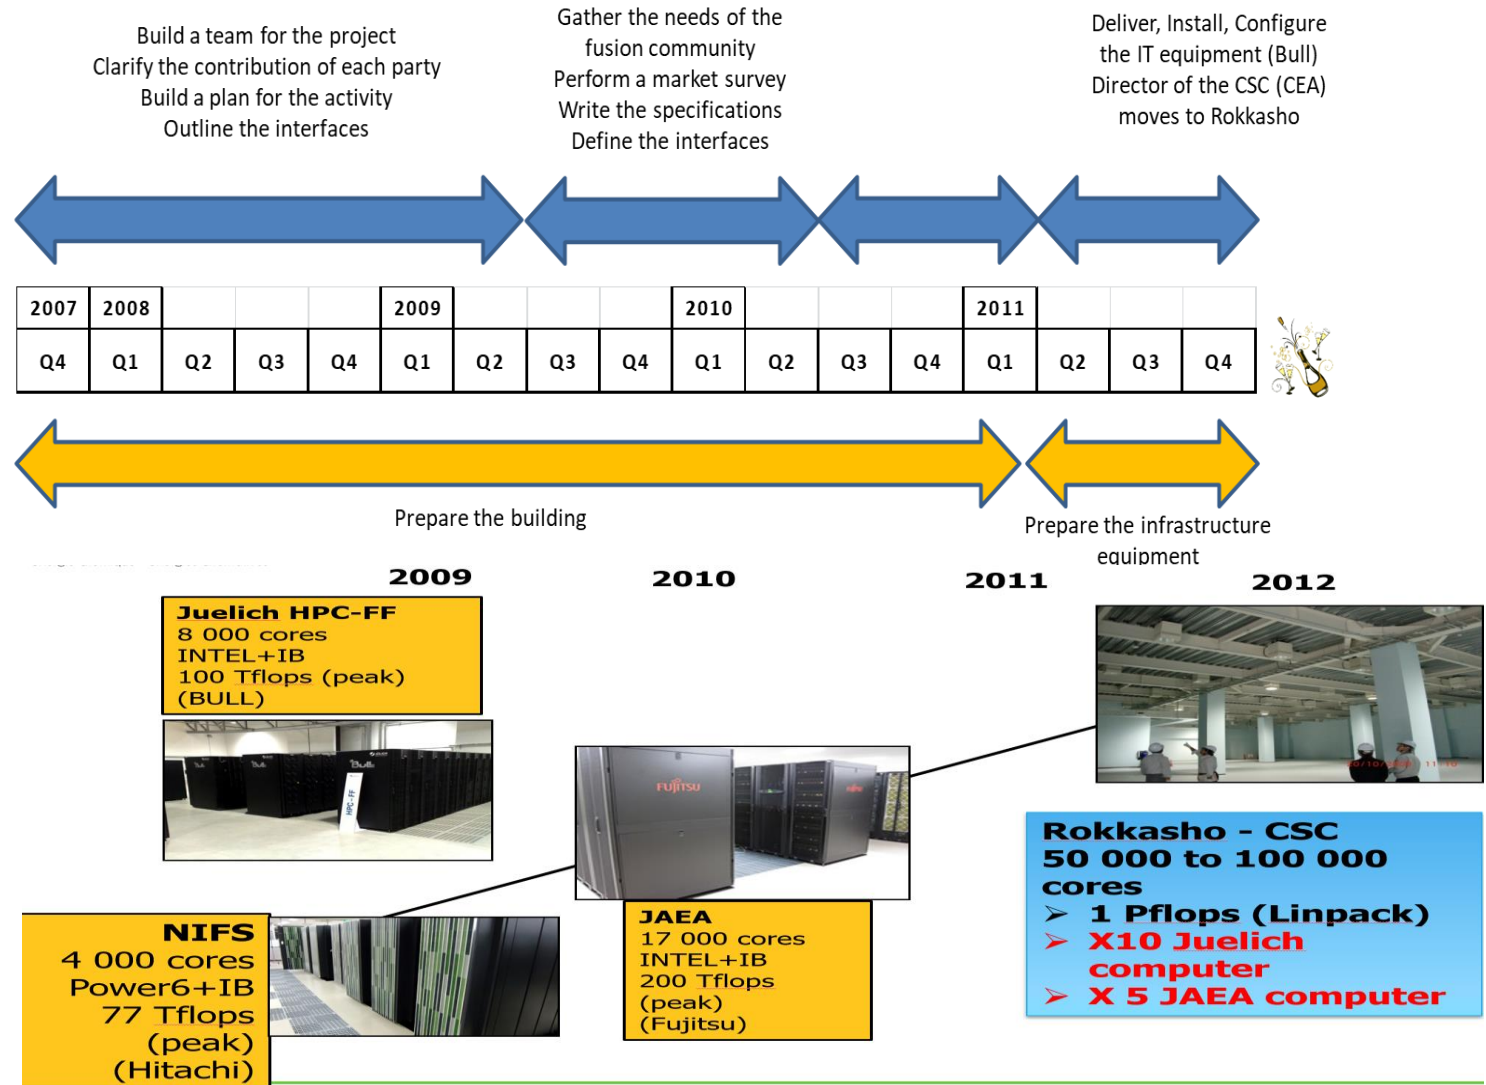 Build a team for the project
Clarify the contribution of each party
Build a plan for the activity
Outline the interfaces
Gather the needs of the
fusion community
Perform a market survey
Write the specifications
Define the interfaces
Deliver, Install, Configure
the IT equipment (Bull)
Director of the CSC (CEA)
moves to Rokkasho
2007 2008 2009 2010 2011
Q4 Q1 Q2 Q3 Q4 Q1 Q2 Q3 Q4 Q1 Q2 Q3 Q4 Q1 Q2 Q3 Q4
Prepare the building
Prepare the infrastructure
equipment
2009 2010 2011 2012
Juelich HPC-FF
8 000 cores
INTEL+IB
100 Tflops (peak)
(BULL)
Bull
HPC-FF
FUJITSU
11:10
NIFS
4 000 cores
Power6+IB
77 Tflops
(peak)
(Hitachi)
JAEA
17 000 cores
INTEL+IB
200 Tflops
(peak)
(Fujitsu)
Rokkasho - CSC
50 000 to 100 000
cores
➢ 1 Pflops (Linpack)
➢ X10 Juelich
computer
➢ X 5 JAEA computer